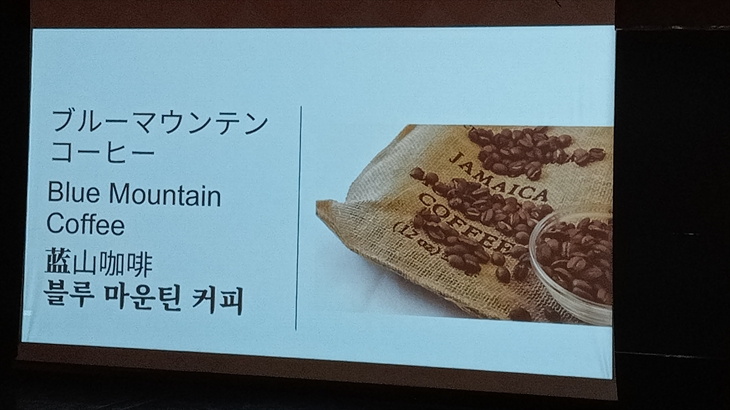 ブルーマウンテン
コーヒー
Blue Mountain
Coffee
蓝山咖啡
블루 마운틴 커피
JAMAICA
COFFEE
(12 oz)